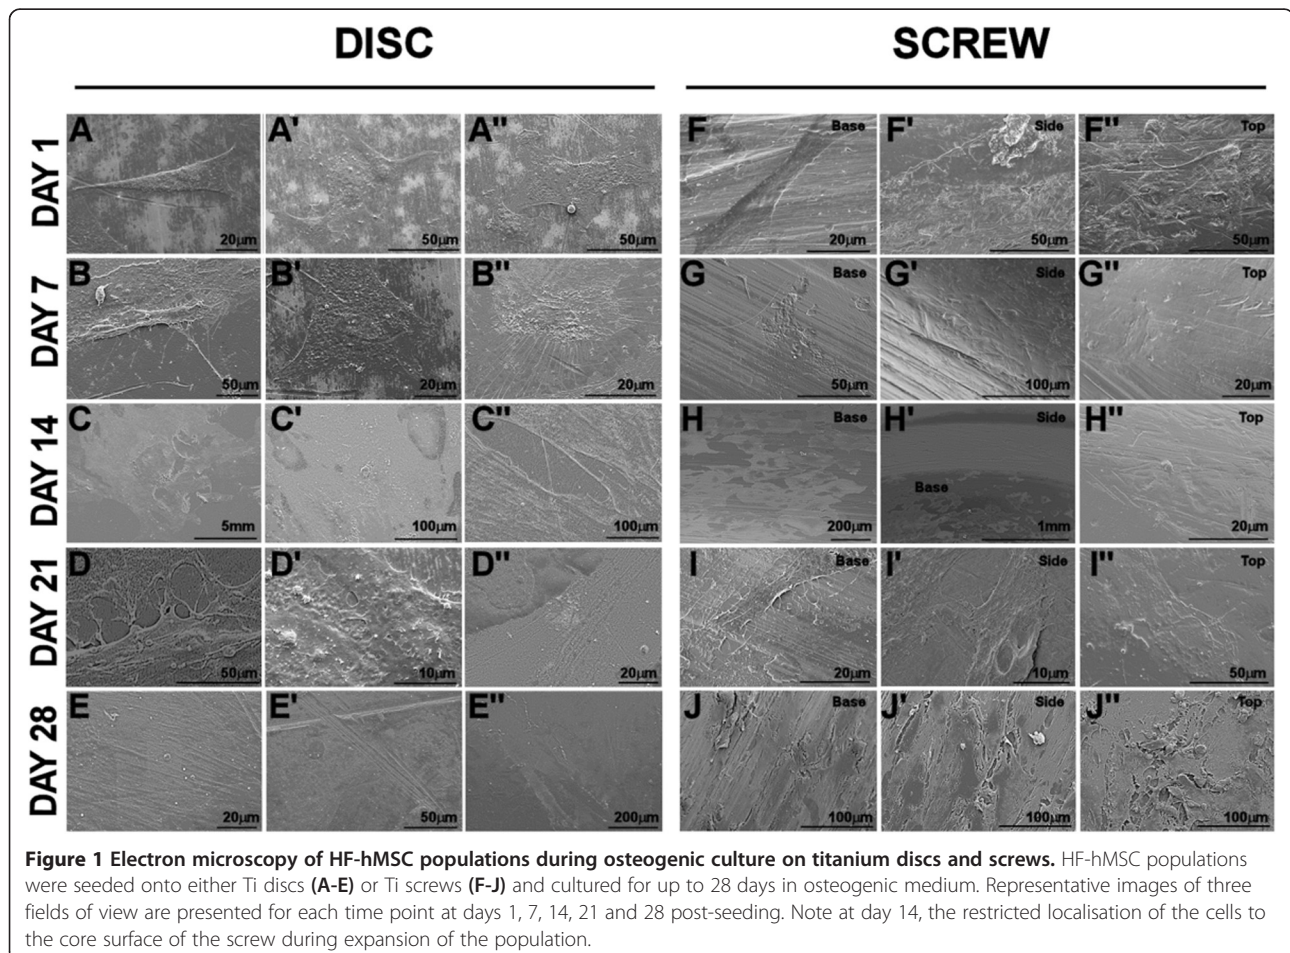 DISC
SCREW
DAY 1
A
20µm
A'
50µm
A"
50µm
F
Base
20µm
F'
Side
50µm
F"
Top
50µm
DAY 7
B
50µm
B'
20µm
B"
20µm
G
Base
50µm
G'
Side
100µm
G"
Top
20µm
DAY 14
C
5mm
C'
100µm
C"
100µm
H
Base
200µm
H'
Side
Base
1mm
H"
Top
20µm
DAY 21
D
50µm
D'
10µm
D"
20µm
I
Base
20µm
I'
Side
10µm
I"
Top
50µm
DAY 28
E
20µm
E'
50µm
E"
200µm
J
Base
100µm
J'
Side
100µm
J"
Top
100µm
Figure 1 Electron microscopy of HF-hMSC populations during osteogenic culture on titanium discs and screws. HF-hMSC populations
were seeded onto either Ti discs (A-E) or Ti screws (F-J) and cultured for up to 28 days in osteogenic medium. Representative images of three
fields of view are presented for each time point at days 1, 7, 14, 21 and 28 post-seeding. Note at day 14, the restricted localisation of the cells to
the core surface of the screw during expansion of the population.